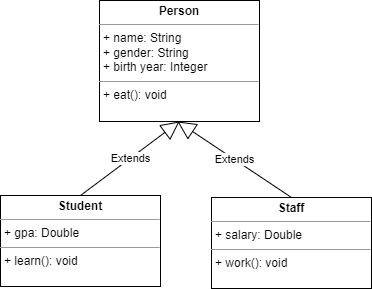 Person
+ name: String
+ gender: String
+ birth year: Integer
+ eat(): void
Extends
Extends
Student
+ gpa: Double
+ learn(): void
Staff
+ salary: Double
+ work(): void